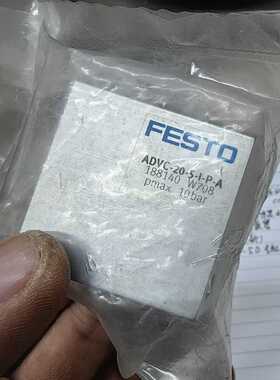 FESTO
ADVC-20-5-I-P-A
188140 W708
pmax 10bar